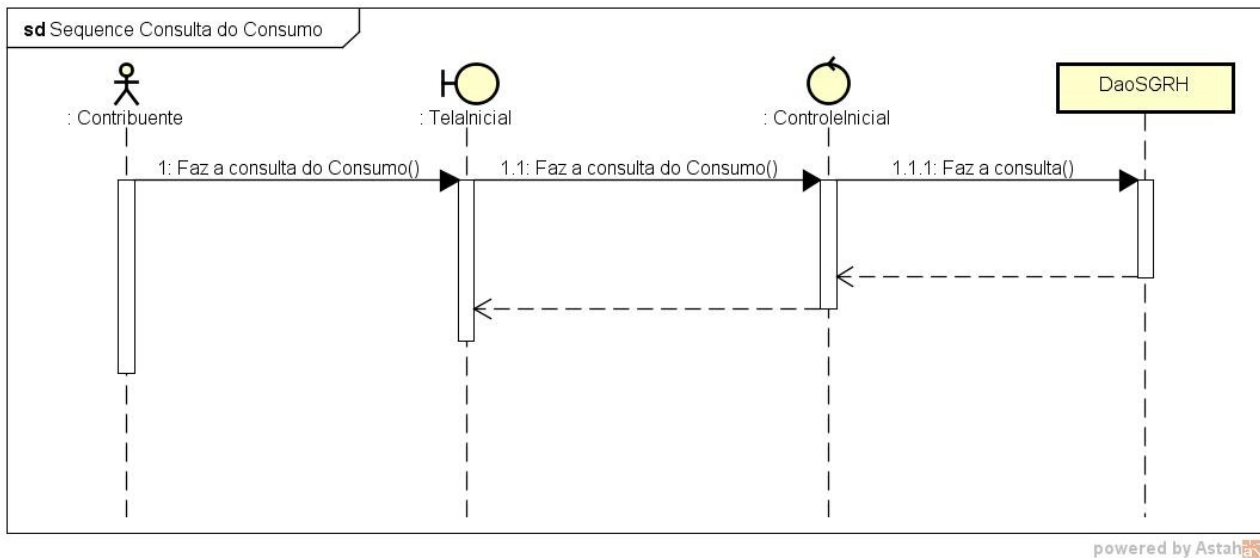 sd Sequence Consulta do Consumo
: Contribuente
: TelaInicial
: ControleInicial
DaoSGRH
1: Faz a consulta do Consumo()
1.1: Faz a consulta do Consumo()
1.1.1: Faz a consulta()
powered by Astah